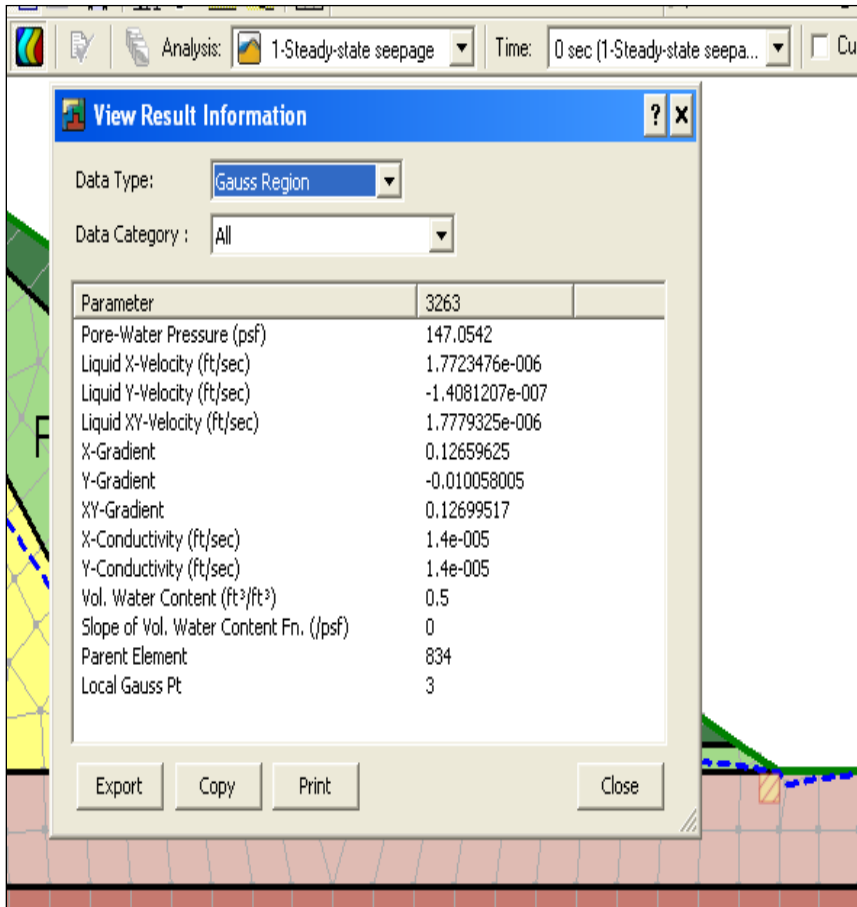 Analysis: 1-Steady-state seepage Time: 0 sec (1-Steady-state seepa... Cu
View Result Information ?
Data Type: Gauss Region
Data Category : All
Parameter 3263
Pore-Water Pressure (psf) 147.0542
Liquid X-Velocity (ft/sec) 1.7723476e-006
Liquid Y-Velocity (ft/sec) -1.4081207e-007
Liquid XY-Velocity (ft/sec) 1.7779325e-006
X-Gradient 0.12659625
Y-Gradient -0.010058005
XY-Gradient 0.12699517
X-Conductivity (ft/sec) 1.4e-005
Y-Conductivity (ft/sec) 1.4e-005
Vol. Water Content (ft³/ft³) 0.5
Slope of Vol. Water Content Fn. (/psf) 0
Parent Element 834
Local Gauss Pt 3
Export Copy Print Close
F